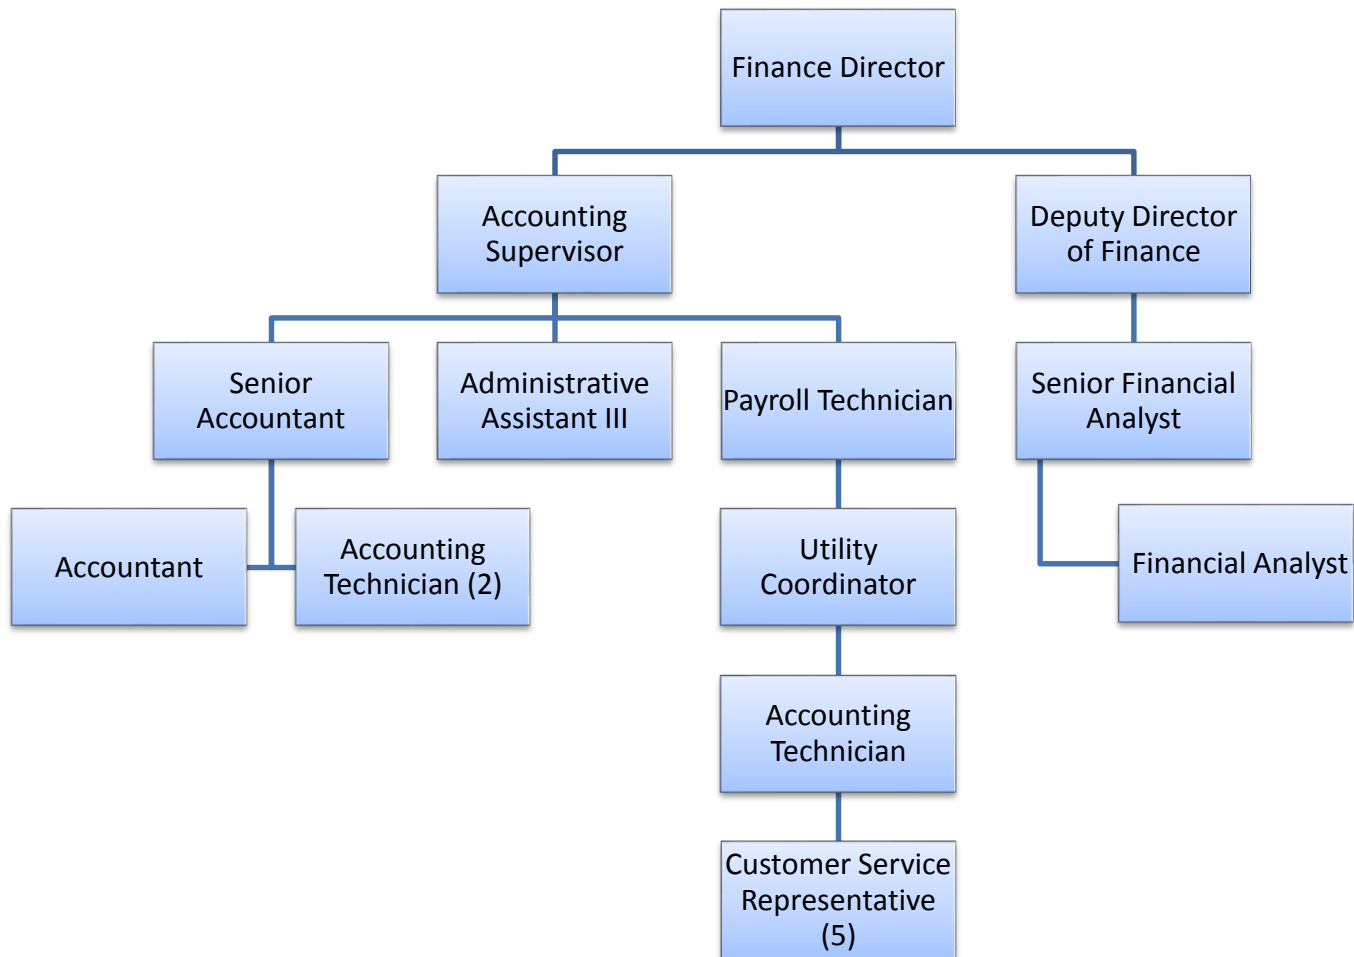 Finance Director
Accounting
Supervisor
Deputy Director
of Finance
Senior
Accountant
Administrative
Assistant III
Payroll Technician
Senior Financial
Analyst
Accountant
Accounting
Technician (2)
Utility
Coordinator
Financial Analyst
Accounting
Technician
Customer Service
Representative
(5)